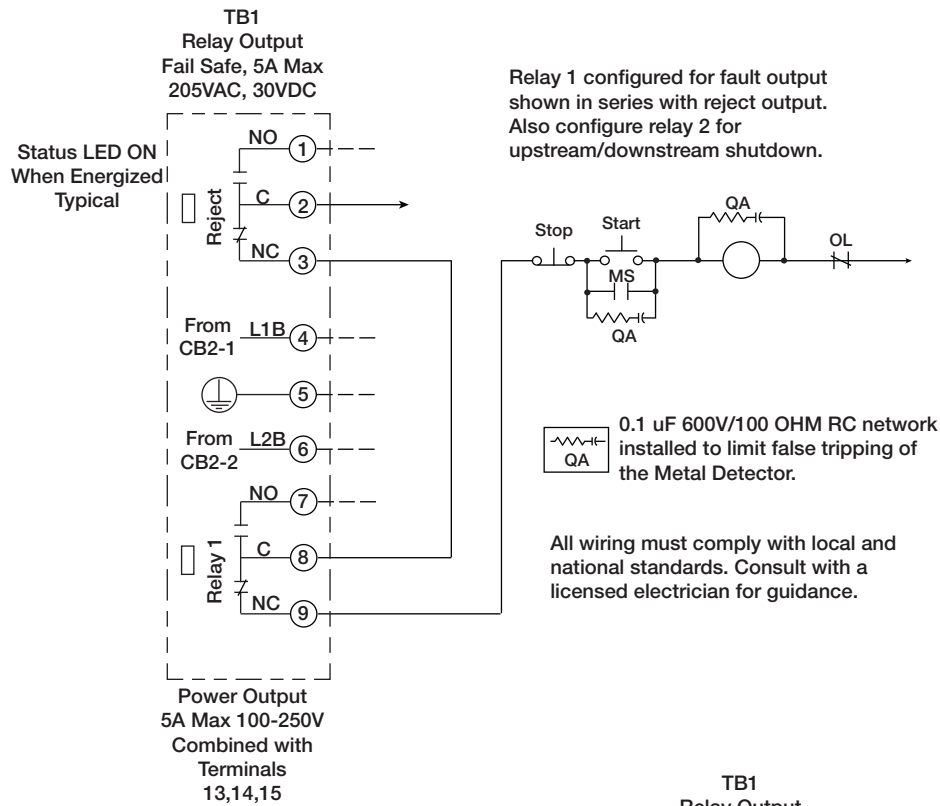 TB1
Relay Output
Fail Safe, 5A Max
205VAC, 30VDC
Status LED ON
When Energized
Typical
NO
1
C
2
NC
3
Reject
From
CB2-1
L1B
4
5
From
CB2-2
L2B
6
NO
7
C
8
NC
9
Relay 1
Power Output
5A Max 100-250V
Combined with
Terminals
13,14,15
Relay 1 configured for fault output
shown in series with reject output.
Also configure relay 2 for
upstream/downstream shutdown.
Stop
Start
MS
QA
QA
OL
QA
0.1 uF 600V/100 OHM RC network
installed to limit false tripping of
the Metal Detector.
All wiring must comply with local and
national standards. Consult with a
licensed electrician for guidance.
TB1
Relay Output